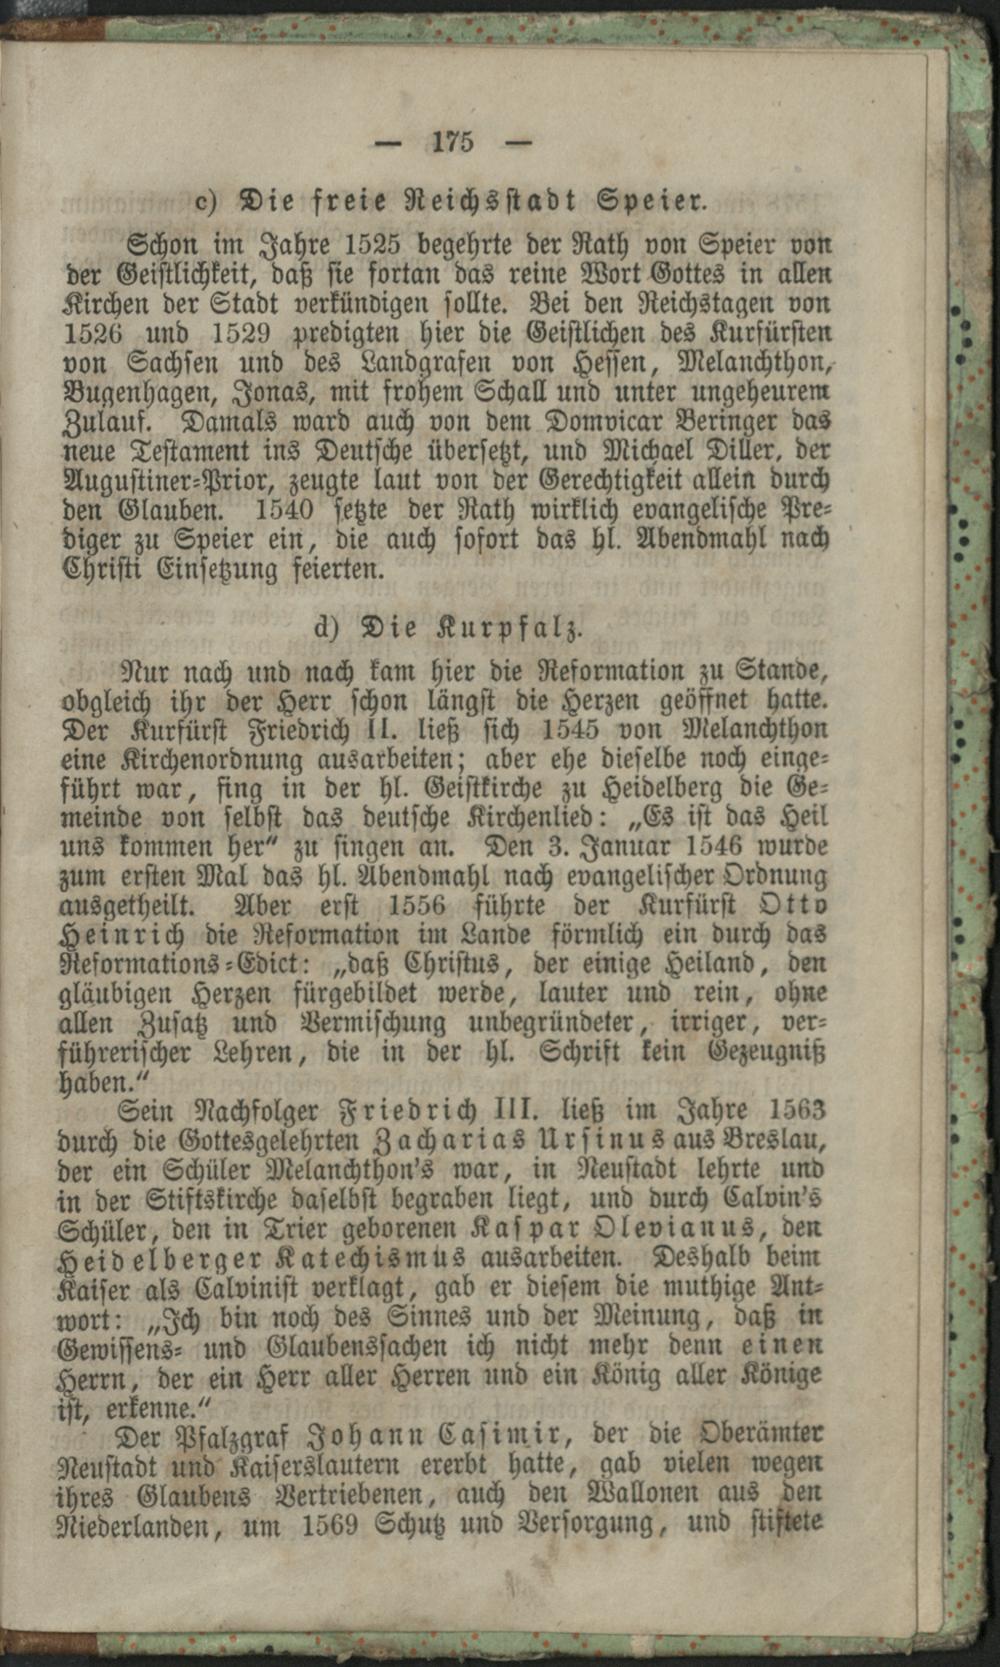 — 175 —
c) Die freie Reichsstadt Speier.
Schon im Jahre 1525 begehrte der Rath von Speier von
der Geistlichkeit, daß sie fortan das reine Wort Gottes in allen
Kirchen der Stadt verkündigen sollte. Bei den Reichstagen von
1526 und 1529 predigten hier die Geistlichen des Kurfürsten
von Sachsen und des Landgrafen von Hessen, Melanchthon,
Bugenhagen, Jonas, mit frohem Schall und unter ungeheurem
Zulauf. Damals ward auch von dem Domvicar Beringer das
neue Testament ins Deutsche übersetzt, und Michael Diller, der
Augustiner-Prior, zeugte laut von der Gerechtigkeit allein durch
den Glauben. 1540 setzte der Rath wirklich evangelische Pre-
diger zu Speier ein, die auch sofort das hl. Abendmahl nach
Christi Einsetzung feierten.
d) Die Kurpfalz.
Nur nach und nach kam hier die Reformation zu Stande,
obgleich ihr der Herr schon längst die Herzen geöffnet hatte.
Der Kurfürst Friedrich II. ließ sich 1545 von Melanchthon
eine Kirchenordnung ausarbeiten; aber ehe dieselbe noch einge-
führt war, fing in der hl. Geistkirche zu Heidelberg die Ge-
meinde von selbst das deutsche Kirchenlied: „Es ist das Heil
uns kommen her“ zu singen an. Den 3. Januar 1546 wurde
zum ersten Mal das hl. Abendmahl nach evangelischer Ordnung
ausgetheilt. Aber erst 1556 führte der Kurfürst Otto
Heinrich die Reformation im Lande förmlich ein durch das
Reformations-Edict: „daß Christus, der einige Heiland, den
gläubigen Herzen fürgebildet werde, lauter und rein, ohne
allen Zusatz und Vermischung unbegründeter, irriger, ver-
führerischer Lehren, die in der hl. Schrift kein Gezeugniß
haben.“
Sein Nachfolger Friedrich III. ließ im Jahre 1563
durch die Gottesgelehrten Zacharias Ursinus aus Breslau,
der ein Schüler Melanchthon's war, in Neustadt lehrte und
in der Stiftskirche daselbst begraben liegt, und durch Calvin's
Schüler, den in Trier geborenen Kaspar Olevianus, den
Heidelberger Katechismus ausarbeiten. Deshalb beim
Kaiser als Calvinist verklagt, gab er diesem die muthige Ant-
wort: „Ich bin noch des Sinnes und der Meinung, daß in
Gewissens- und Glaubenssachen ich nicht mehr denn einen
Herrn, der ein Herr aller Herren und ein König aller Könige
ist, erkenne.“
Der Pfalzgraf Johann Casimir, der die Oberämter
Neustadt und Kaiserslautern ererbt hatte, gab vielen wegen
ihres Glaubens Vertriebenen, auch den Wallonen aus den
Niederlanden, um 1569 Schutz und Versorgung, und stiftete